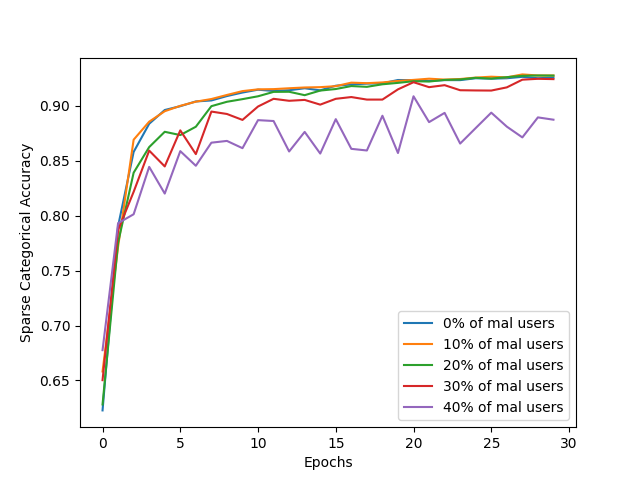 0.90
0.85
0.80
0.75
0.70
0.65
Sparse Categorical Accuracy
0% of mal users
10% of mal users
20% of mal users
30% of mal users
40% of mal users
0 5 10 15 20 25 30
Epochs